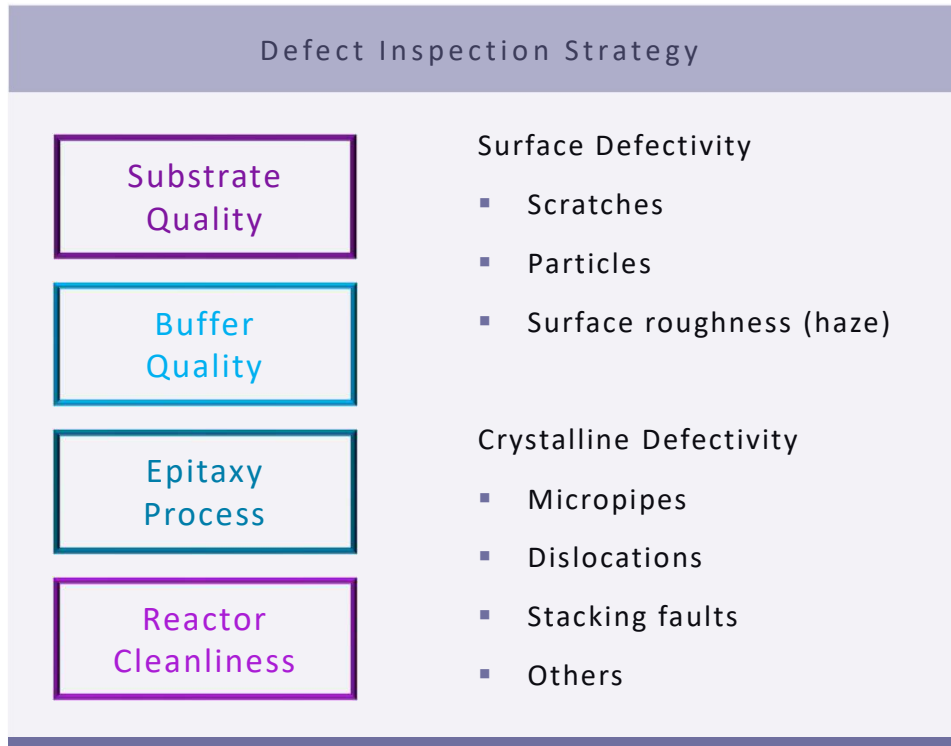 Defect Inspection Strategy
Substrate
Quality
Buffer
Quality
Epitaxy
Process
Reactor
Cleanliness
Surface Defectivity
▪ Scratches
▪ Particles
▪ Surface roughness (haze)
Crystalline Defectivity
▪ Micropipes
▪ Dislocations
▪ Stacking faults
▪ Others